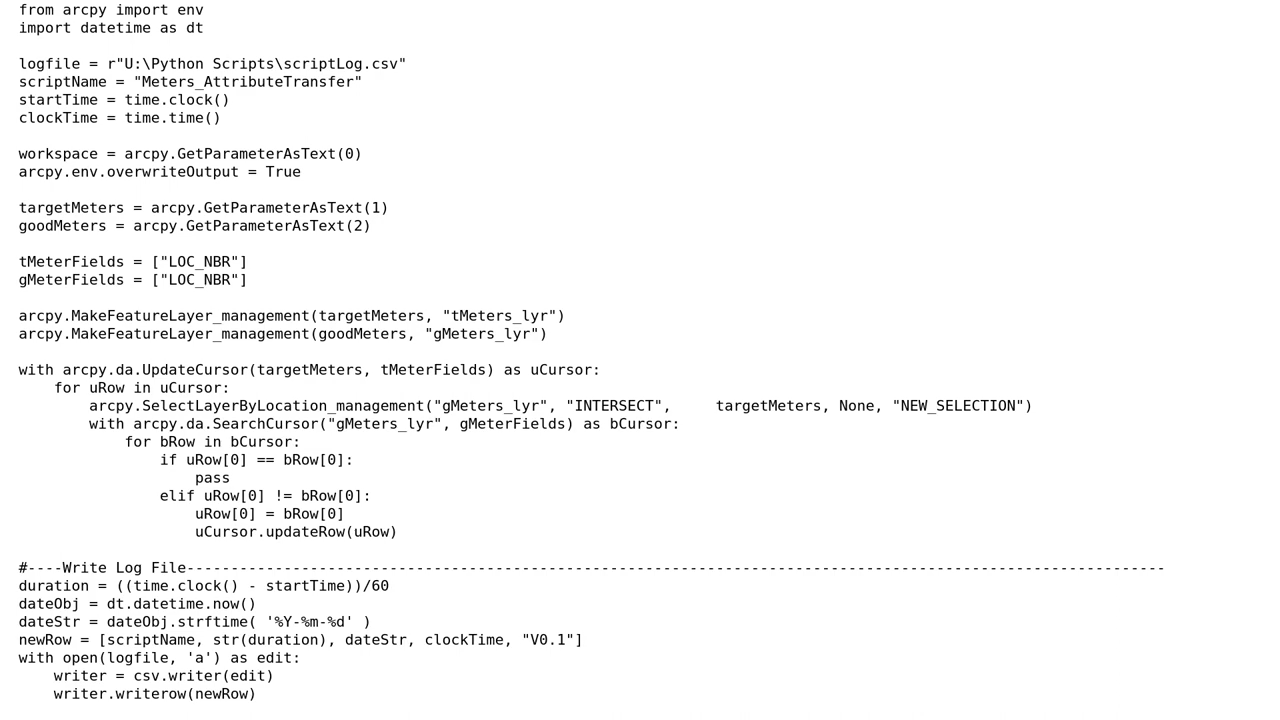 from arcpy import env
import datetime as dt

logfile = r"U:\Python Scripts\scriptLog.csv"
scriptName = "Meters_AttributeTransfer"
startTime = time.clock()
clockTime = time.time()

workspace = arcpy.GetParameterAsText(0)
arcpy.env.overwriteOutput = True

targetMeters = arcpy.GetParameterAsText(1)
goodMeters = arcpy.GetParameterAsText(2)

tMeterFields = ["LOC_NBR"]
gMeterFields = ["LOC_NBR"]

arcpy.MakeFeatureLayer_management(targetMeters, "tMeters_lyr")
arcpy.MakeFeatureLayer_management(goodMeters, "gMeters_lyr")

with arcpy.da.UpdateCursor(targetMeters, tMeterFields) as uCursor:
    for uRow in uCursor:
        arcpy.SelectLayerByLocation_management("gMeters_lyr", "INTERSECT",     targetMeters, None, "NEW_SELECTION")
        with arcpy.da.SearchCursor("gMeters_lyr", gMeterFields) as bCursor:
            for bRow in bCursor:
                if uRow[0] == bRow[0]:
                    pass
                elif uRow[0] != bRow[0]:
                    uRow[0] = bRow[0]
                    uCursor.updateRow(uRow)

#----Write Log File---------------------------------------------------------------------------------------------------------------
duration = ((time.clock() - startTime))/60
dateObj = dt.datetime.now()
dateStr = dateObj.strftime( '%Y-%m-%d' )
newRow = [scriptName, str(duration), dateStr, clockTime, "V0.1"]
with open(logfile, 'a') as edit:
    writer = csv.writer(edit)
    writer.writerow(newRow)